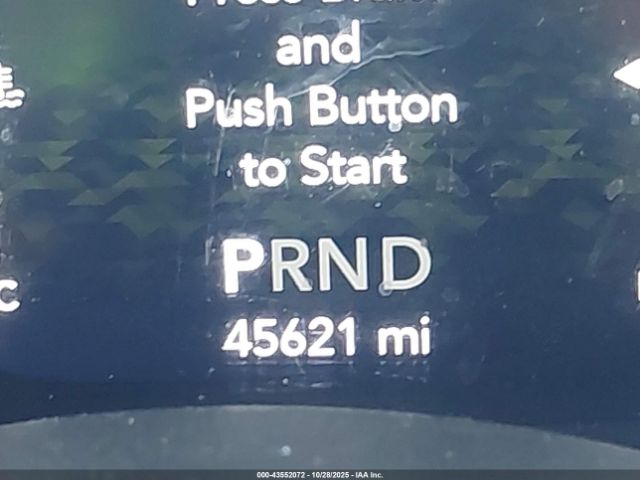 and
Push Button
to Start
PRND
C
45621 mi
000-43552072 - 10/28/2025 - IAA Inc.